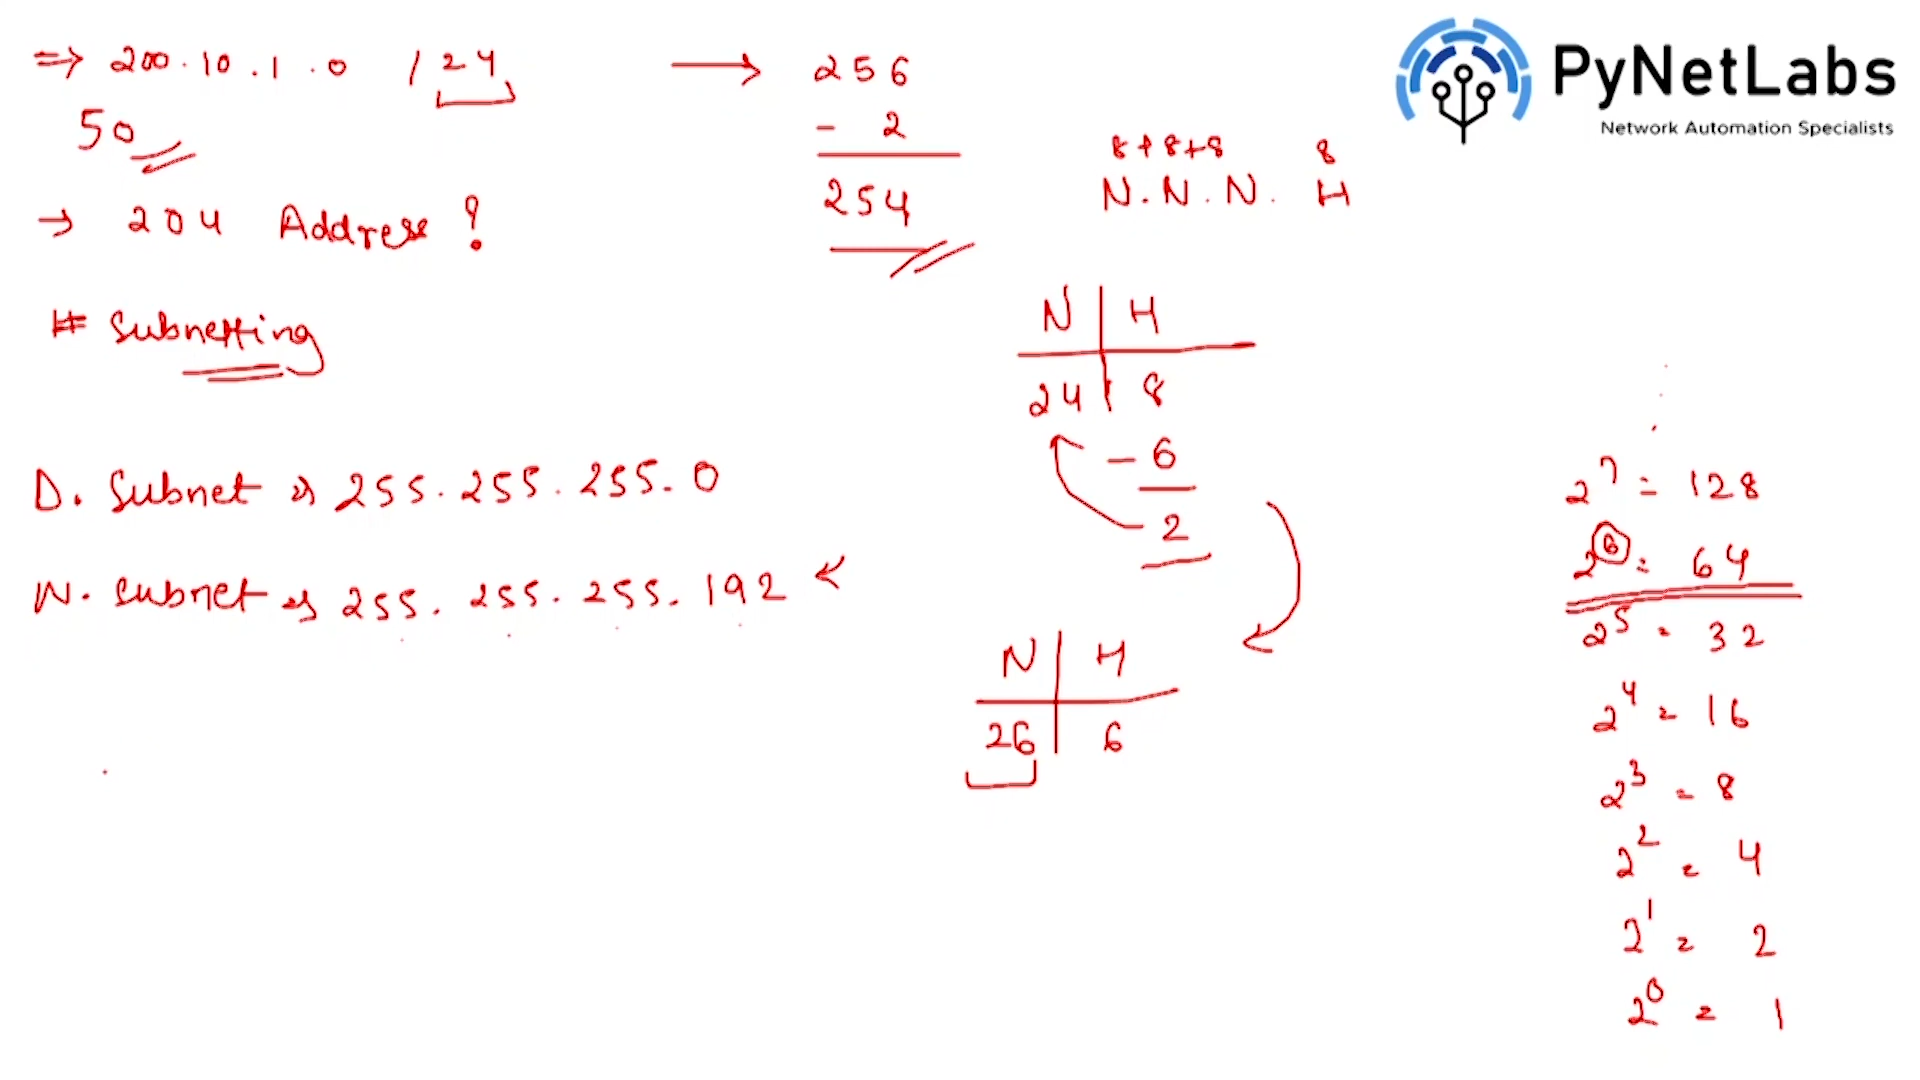 ⇒ 200.10.1.0 /24 → 256
50 - 2
→ 204 Address ? 254
# Subnetting
D. Subnet ⇒ 255.255.255.0
N. Subnet ⇒ 255.255.255.192 <
8+8+8 8
N.N.N. H
N | H
24 | 8
- 6
2
N | H
26 | 6
PyNetLabs
Network Automation Specialists
2^7 = 128
2^6 = 64
2^5 = 32
2^4 = 16
2^3 = 8
2^2 = 4
2^1 = 2
2^0 = 1